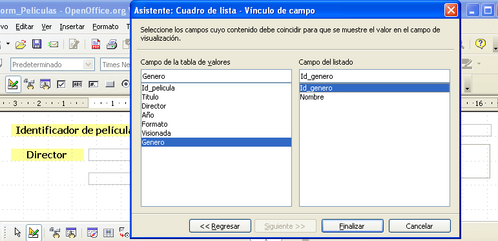 orm_Peliculas - OpenOffice.org
Asistente: Cuadro de lista - Vínculo de campo
Ver Insertar Formato
Seleccione los campos cuyo contenido debe coincidir para que se muestre el valor en el campo de
visualización.
Predeterminado
Times Ne
Campo de la tabla de valores
Campo del listado
Genero
Id_genero
Id_pelicula
Título
Director
Año
Formato
Visionada
Genero
Id_genero
Nombre
Identificador de película
Director
<< Regresar
Siguiente >>
Finalizar
Cancelar